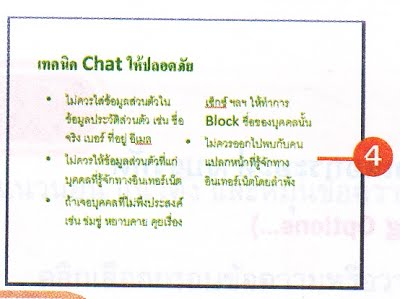 เทคนิค Chat ให้ปลอดภัย
• ไม่ควรใส่ข้อมูลส่วนตัวใน
ข้อมูลประวัติส่วนตัว เช่น ชื่อ
จริง เบอร์ ที่อยู่ อีเมล
• ไม่ควรให้ข้อมูลส่วนตัวที่แก่
บุคคลที่รู้จักทางอินเทอร์เน็ต
• ถ้าเจอบุคคลที่ไม่พึงประสงค์
เช่น ข่มขู่ หยาบคาย คุยเรื่อง
เซ็กซ์ ฯลฯ ให้ทำการ
Block ชื่อของบุคคลนั้น
• ไม่ควรออกไปพบกับคน
แปลกหน้าที่รู้จักทาง
อินเทอร์เน็ตโดยลำพัง
4